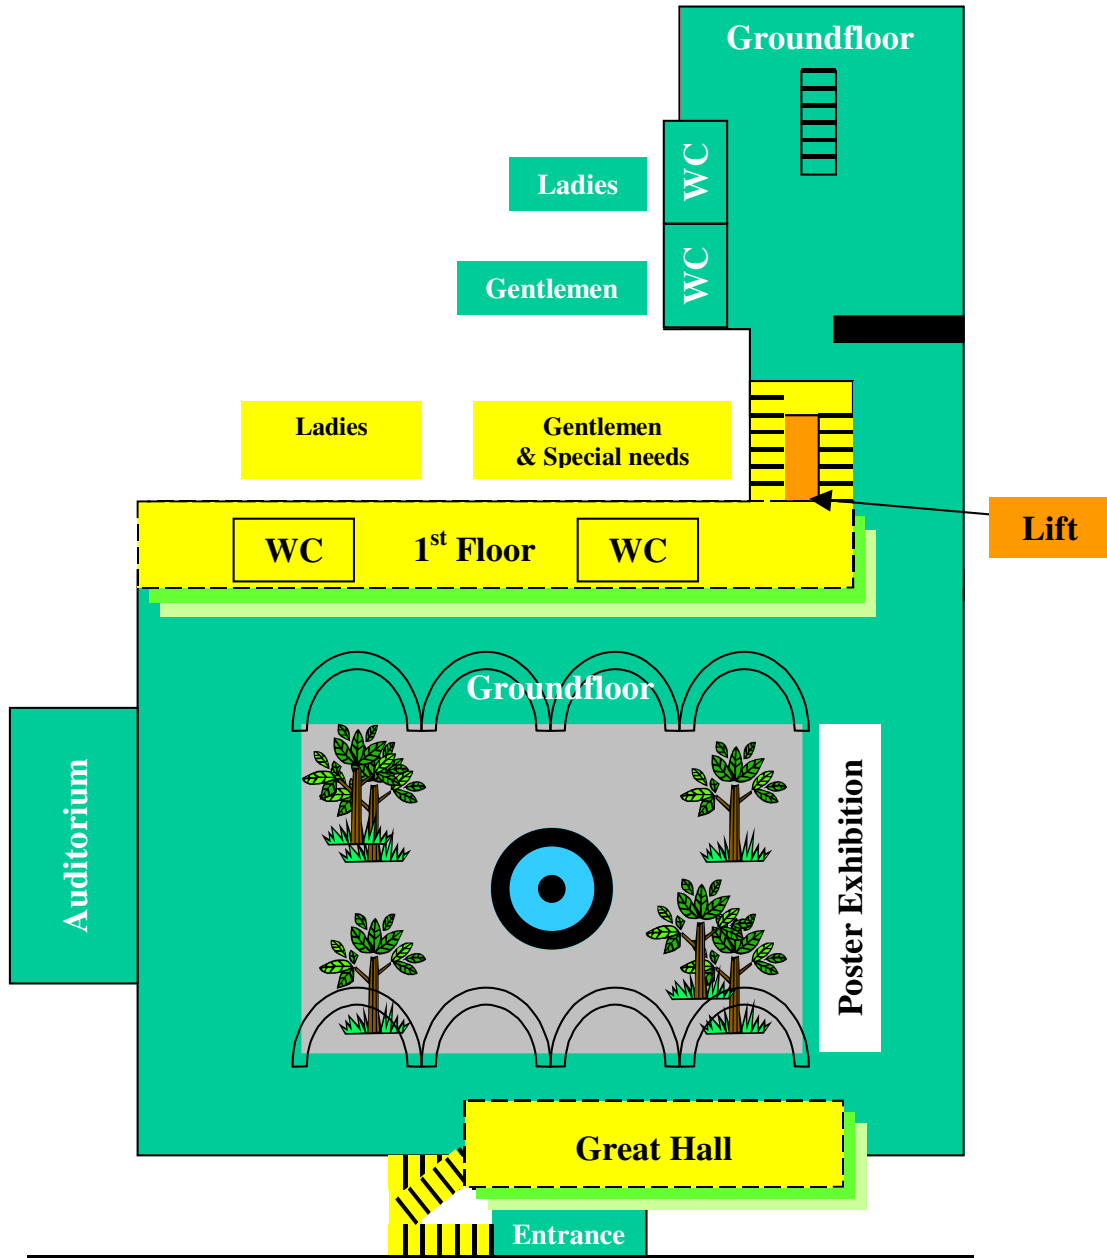 Groundfloor
Ladies
WC
Gentlemen
WC
Ladies
Gentlemen
& Special needs
WC
1st Floor
WC
Lift
Groundfloor
Auditorium
Poster Exhibition
Great Hall
Entrance